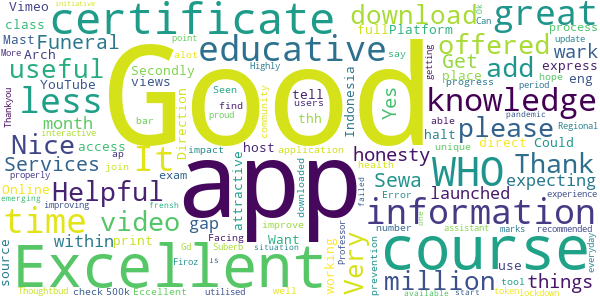 Vimeo
class
certificate
point
full
download
great
process
Mast
Funeral
Arch
Platform
Ok
Can
initiative
More
useful
educative
offered
say
Highly
Secondly
add
update
YouTube
views
alot
Direction
Get
place
express
hope
eng
less
month
bar
Seen
find
proud
Indonesia
tell
users
community
thh
Yes
progress
period
wark
getting
Thankyou
Good
knowledge
access
interactive
ap
join
Nice
It
exam
impact
host
application
halt
able
pandemic
unique
Regional
please
direct
Could
Services
properly
improving
Helpful
app
attractive
downloaded
health
honesty
failed
Error
Sewa
WHO
Thank
expecting
launched
experience
Online
emerging
frensh
time
video
gap
Very
information
source
within
print
Facing
Want
improve
working
Professor
prevention
number
assistant
one
marks
recommended
million
things
use
tool
everyday
Excellent
course
Gd
Suberb
situation
Firoz
is
Thoughtbud
check
500k
Eccellent
utilised
well
available
start
token
lockdown